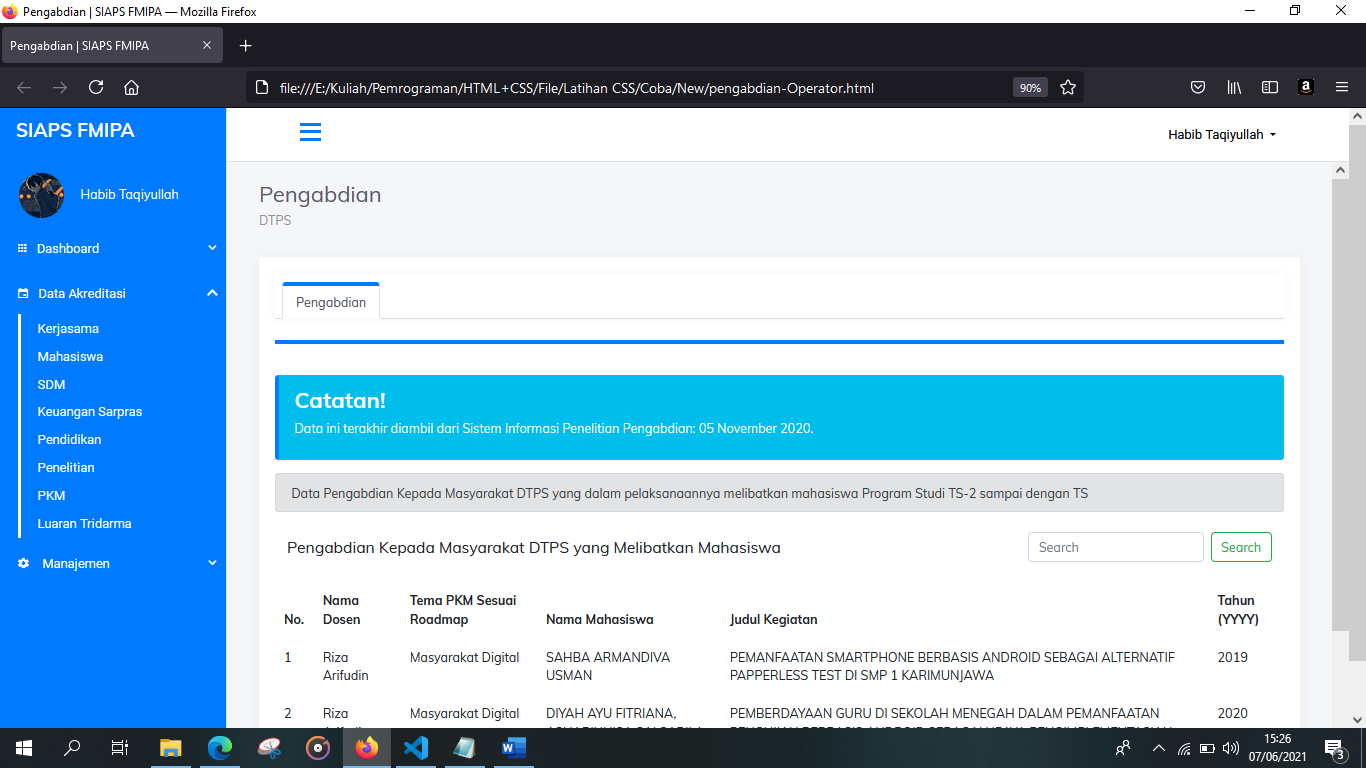 Pengabdian | SIAPS FMIPA — Mozilla Firefox
Pengabdian | SIAPS FMIPA
file:///E:/Kuliah/Pemrograman/HTML+CSS/File/Latihan CSS/Coba/New/pengabdian-Operator.html
90%
SIAPS FMIPA
Habib Taqiyullah
Habib Taqiyullah
Dashboard
Data Akreditasi
Kerjasama
Mahasiswa
SDM
Keuangan Sarpras
Pendidikan
Penelitian
PKM
Luaran Tridarma
Manajemen
Pengabdian
DTPS
Pengabdian
Catatan!
Data ini terakhir diambil dari Sistem Informasi Penelitian Pengabdian: 05 November 2020.
Data Pengabdian Kepada Masyarakat DTPS yang dalam pelaksanaannya melibatkan mahasiswa Program Studi TS-2 sampai dengan TS
Pengabdian Kepada Masyarakat DTPS yang Melibatkan Mahasiswa
Search
Search
Nama Tema PKM Sesuai Tahun
No. Dosen Roadmap Nama Mahasiswa Judul Kegiatan (YYYY)
1 Riza Masyarakat Digital SAHBA ARMANDIVA PEMANFAATAN SMARTPHONE BERBASIS ANDROID SEBAGAI ALTERNATIF 2019
Arifudin USMAN PAPPERLESS TEST DI SMP 1 KARIMUNJAWA
2 Riza Masyarakat Digital DIYAH AYU FITRIANA, PEMBERDAYAAN GURU DI SEKOLAH MENEGAH DALAM PEMANFAATAN 2020
Arifudin
15:26
07/06/2021
3